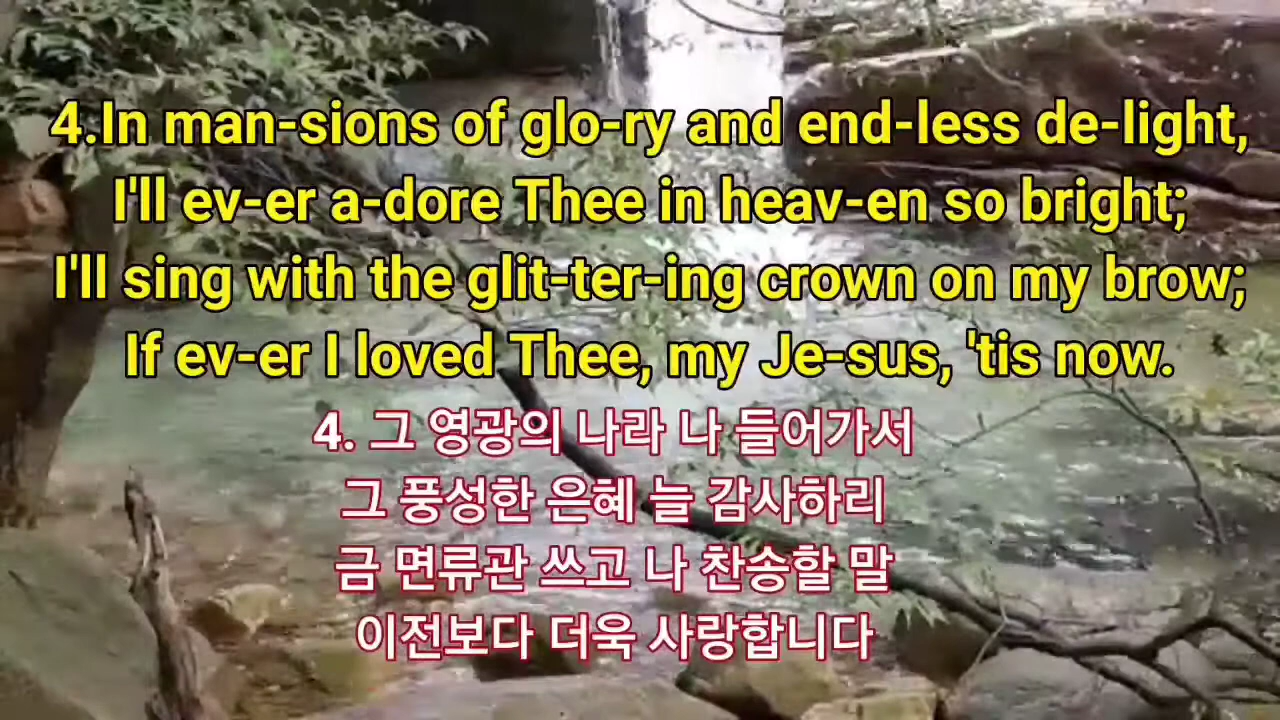 4.In man-sions of glo-ry and end-less de-light,
I'll ev-er a-dore Thee in heav-en so bright;
I'll sing with the glit-ter-ing crown on my brow;
If ev-er I loved Thee, my Je-sus, 'tis now.
4. 그 영광의 나라 나 들어가서
그 풍성한 은혜 늘 감사하리
금 면류관 쓰고 나 찬송할 말
이전보다 더욱 사랑합니다